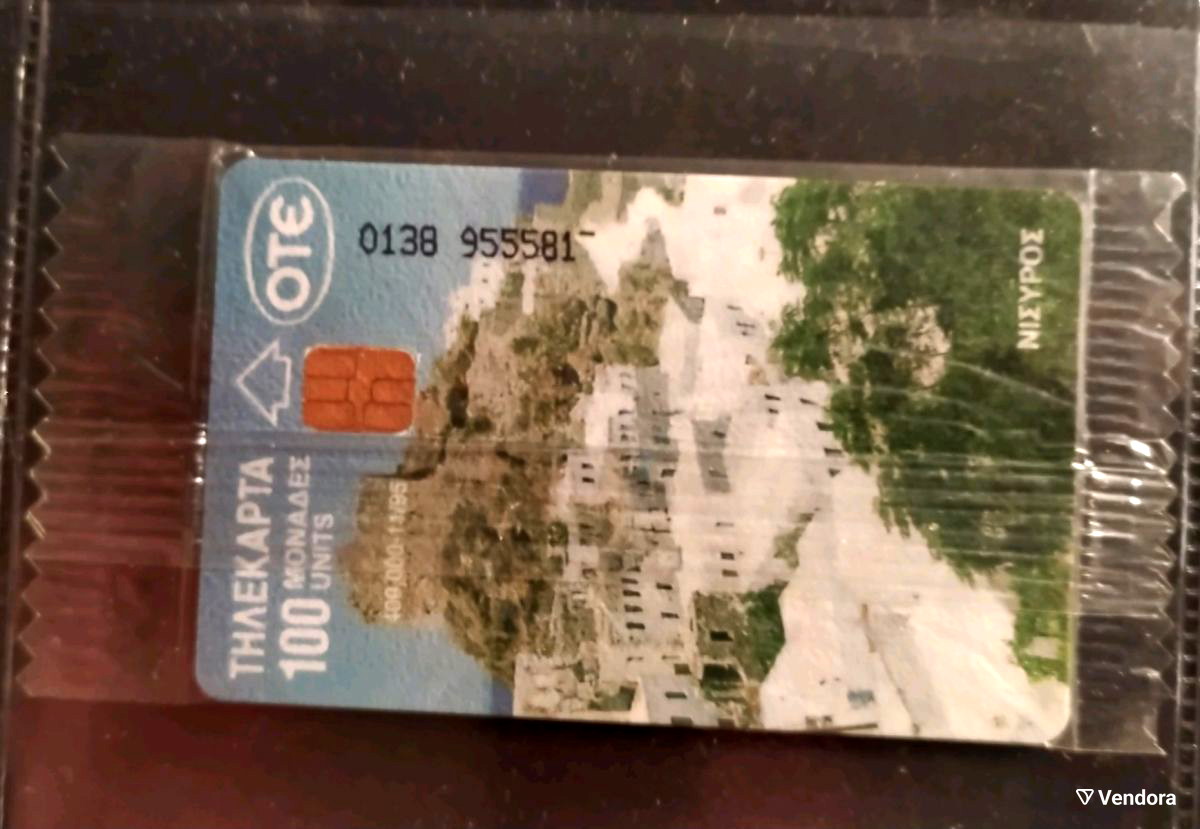 ΟΤΕ
0138 955581
ΤΗΛΕΚΑΡΤΑ
100 ΜΟΝΑΔΕΣ
UNITS
ΝΙΣΥΡΟΣ
Vendora